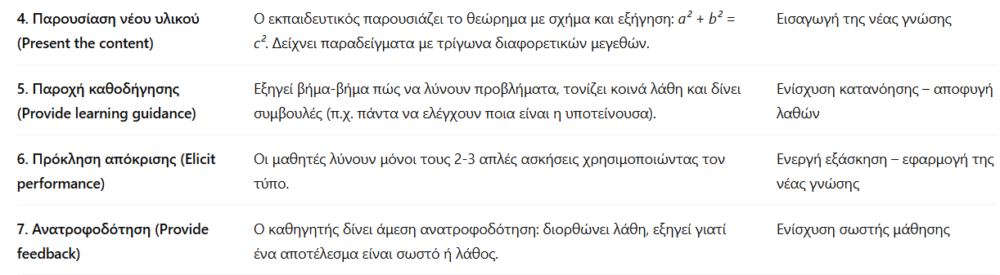 4. Παρουσίαση νέου υλικού (Present the content)
Ο εκπαιδευτικός παρουσιάζει το θεώρημα με σχήμα και εξήγηση: a² + b² = c². Δείχνει παραδείγματα με τρίγωνα διαφορετικών μεγεθών.
Εισαγωγή της νέας γνώσης
5. Παροχή καθοδήγησης (Provide learning guidance)
Εξηγεί βήμα-βήμα πώς να λύνουν προβλήματα, τονίζει κοινά λάθη και δίνει συμβουλές (π.χ. πάντα να ελέγχουν ποια είναι η υποτείνουσα).
Ενίσχυση κατανόησης – αποφυγή λαθών
6. Πρόκληση απόκρισης (Elicit performance)
Οι μαθητές λύνουν μόνοι τους 2-3 απλές ασκήσεις χρησιμοποιώντας τον τύπο.
Ενεργή εξάσκηση – εφαρμογή της νέας γνώσης
7. Ανατροφοδότηση (Provide feedback)
Ο καθηγητής δίνει άμεση ανατροφοδότηση: διορθώνει λάθη, εξηγεί γιατί ένα αποτέλεσμα είναι σωστό ή λάθος.
Ενίσχυση σωστής μάθησης